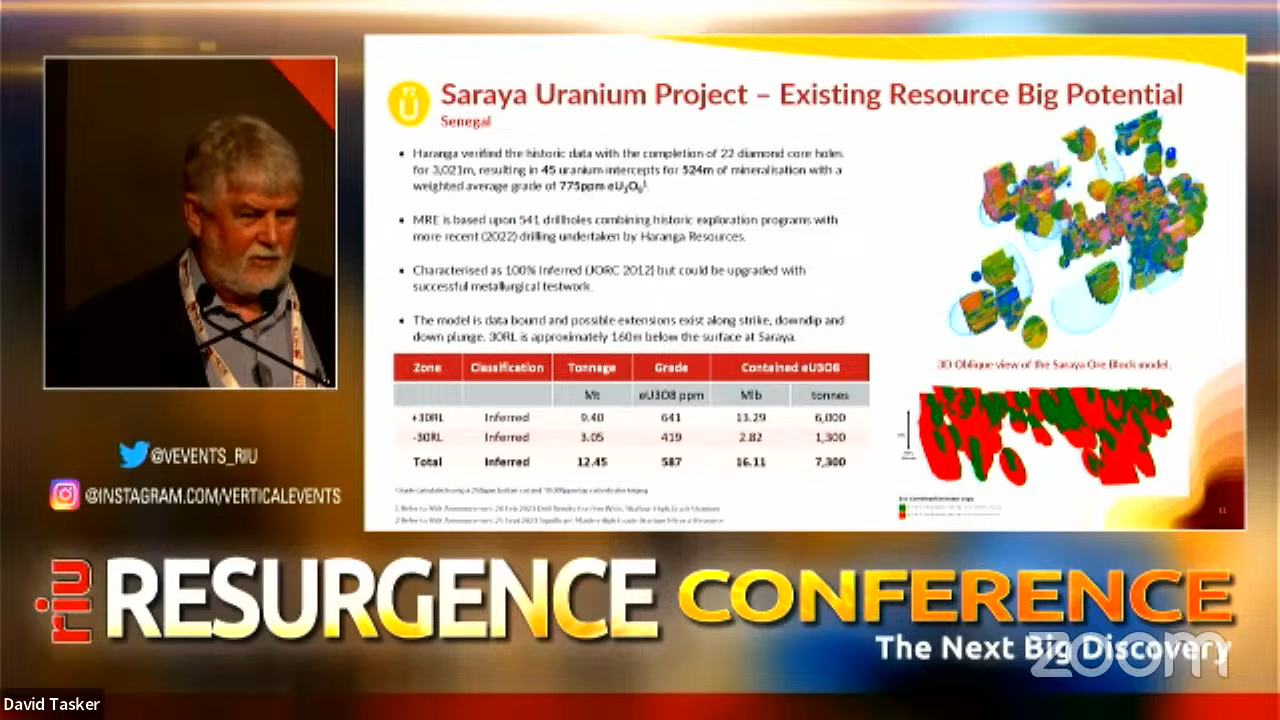 92
U
Saraya Uranium Project – Existing Resource Big Potential
Senegal
• Haranga verified the historic data with the completion of 22 diamond core holes
for 3,021m, resulting in 45 uranium intercepts for 524m of mineralisation with a
weighted average grade of 775ppm eU₃O₈¹.
• MRE is based upon 541 drillholes combining historic exploration programs with
more recent (2022) drilling undertaken by Haranga Resources.
• Characterised as 100% Inferred (JORC 2012) but could be upgraded with
successful metallurgical testwork.
• The model is data bound and possible extensions exist along strike, downdip and
down plunge. 30RL is approximately 160m below the surface at Saraya.
Zone Classification Tonnage Grade Contained eU3O8
Mt eU3O8 ppm Mlb tonnes
+30RL Inferred 9.40 641 13.29 6,000
-30RL Inferred 3.05 419 2.82 1,300
Total Inferred 12.45 587 16.11 7,300
3D Oblique view of the Saraya Ore Block model.
11
@VEVENTS_RIU
@INSTAGRAM.COM/VERTICALEVENTS
riu RESURGENCE CONFERENCE
The Next Big Discovery
zoom
David Tasker